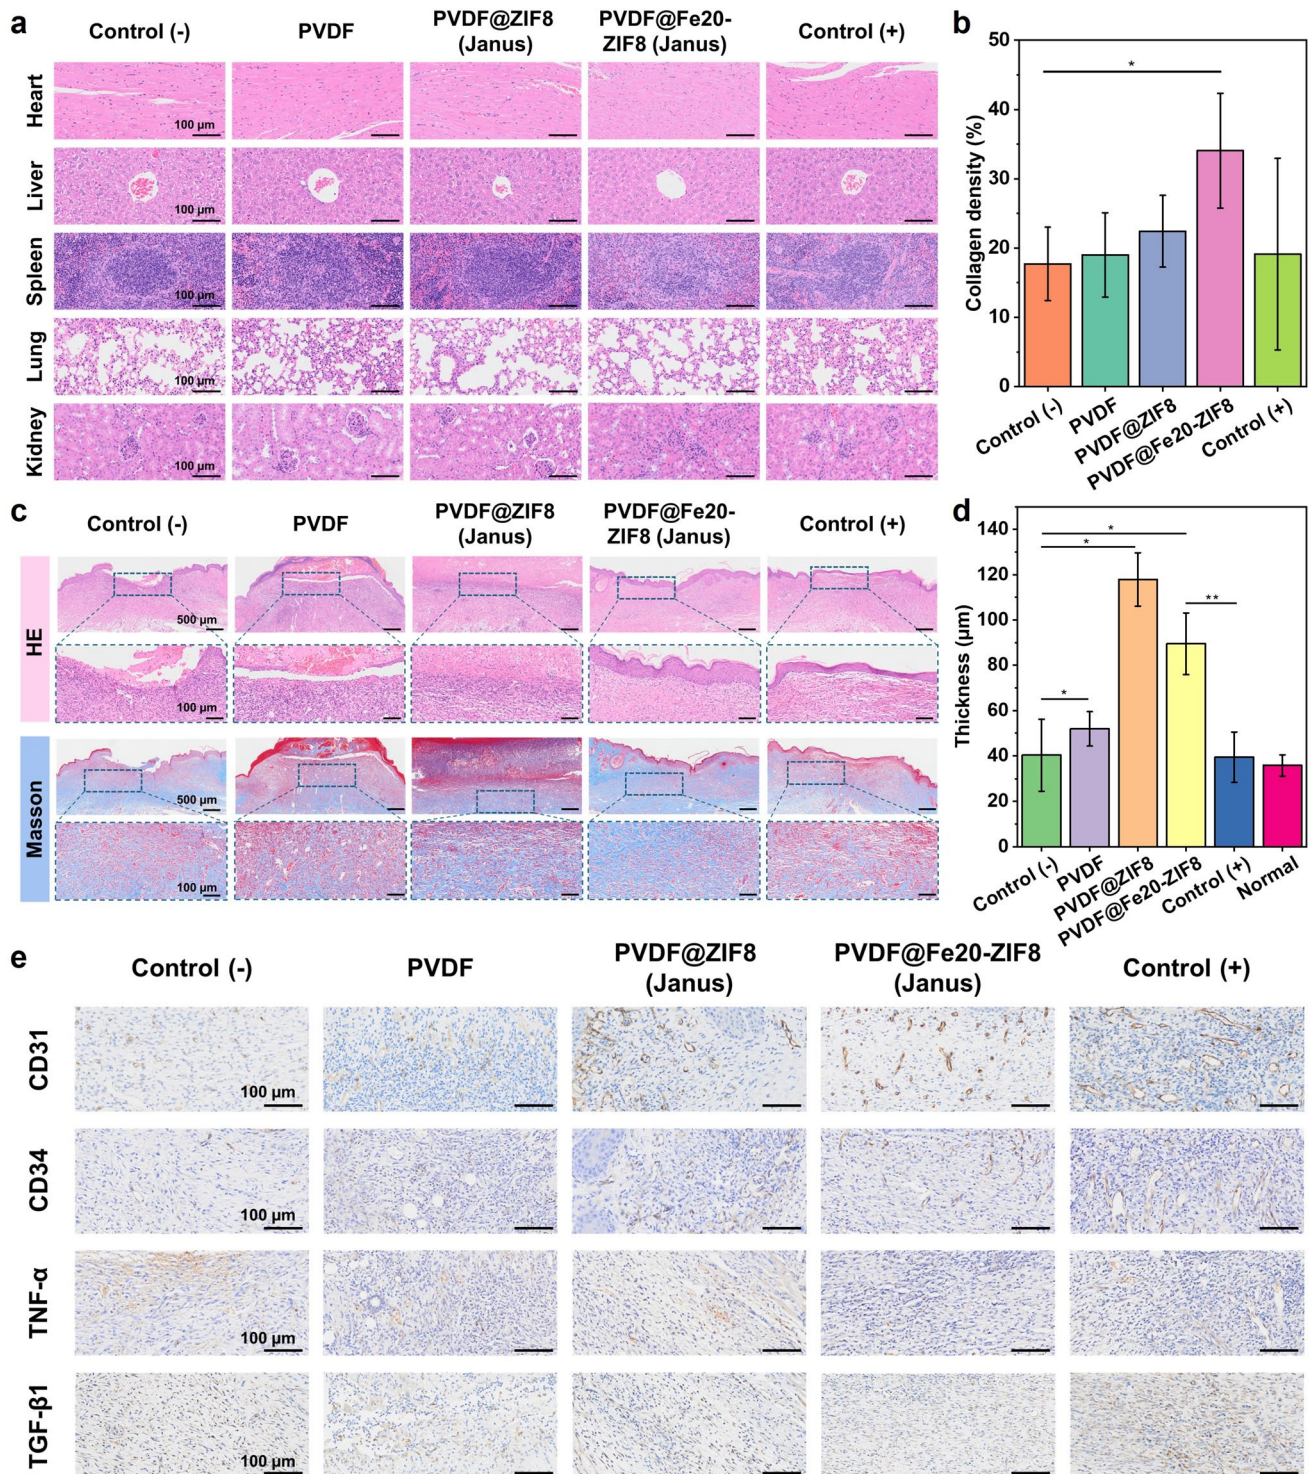 a
Control (-)
PVDF
PVDF@ZIF8
(Janus)
PVDF@Fe20-
ZIF8 (Janus)
Control (+)
Heart
100 µm
Liver
100 µm
Spleen
100 µm
Lung
100 µm
Kidney
100 µm
b
50
40
30
20
10
0
Collagen density (%)
*
Control (-)
PVDF
PVDF@ZIF8
PVDF@Fe20-ZIF8
Control (+)
c
Control (-)
PVDF
PVDF@ZIF8
(Janus)
PVDF@Fe20-
ZIF8 (Janus)
Control (+)
HE
500 µm
100 µm
Masson
500 µm
100 µm
d
140
120
100
80
60
40
20
0
Thickness (µm)
*
*
**
*
Control (-)
PVDF
PVDF@ZIF8
PVDF@Fe20-ZIF8
Control (+)
Normal
e
Control (-)
PVDF
PVDF@ZIF8
(Janus)
PVDF@Fe20-ZIF8
(Janus)
Control (+)
CD31
100 µm
CD34
100 µm
TNF-α
100 µm
TGF-β1
100 µm